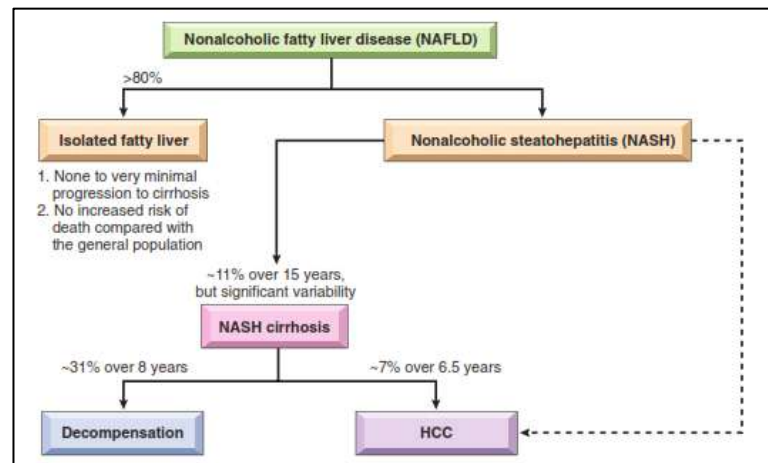 Nonalcoholic fatty liver disease (NAFLD)
>80%
Isolated fatty liver
Nonalcoholic steatohepatitis (NASH)
1. None to very minimal
progression to cirrhosis
2. No increased risk of
death compared with
the general population
~11% over 15 years,
but significant variability
NASH cirrhosis
~31% over 8 years
~7% over 6.5 years
Decompensation
HCC